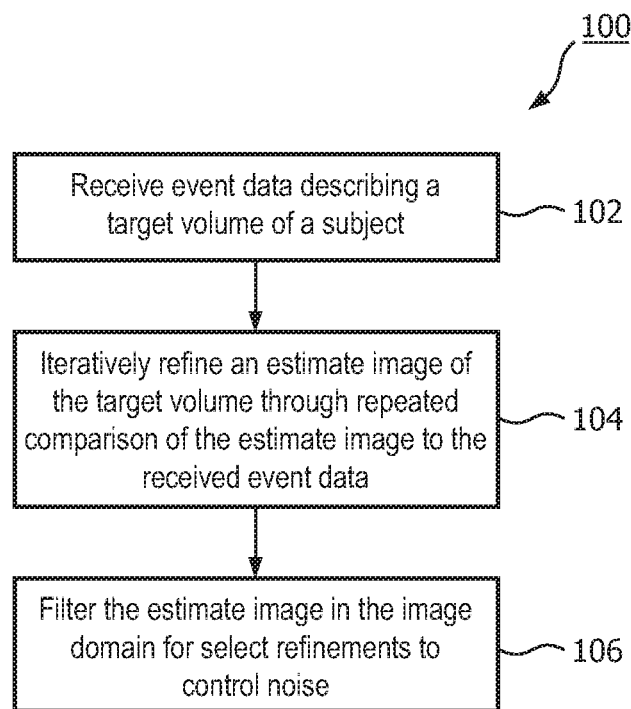 100
Receive event data describing a
target volume of a subject
102
Iteratively refine an estimate image of
the target volume through repeated
comparison of the estimate image to the
received event data
104
Filter the estimate image in the image
domain for select refinements to
control noise
106